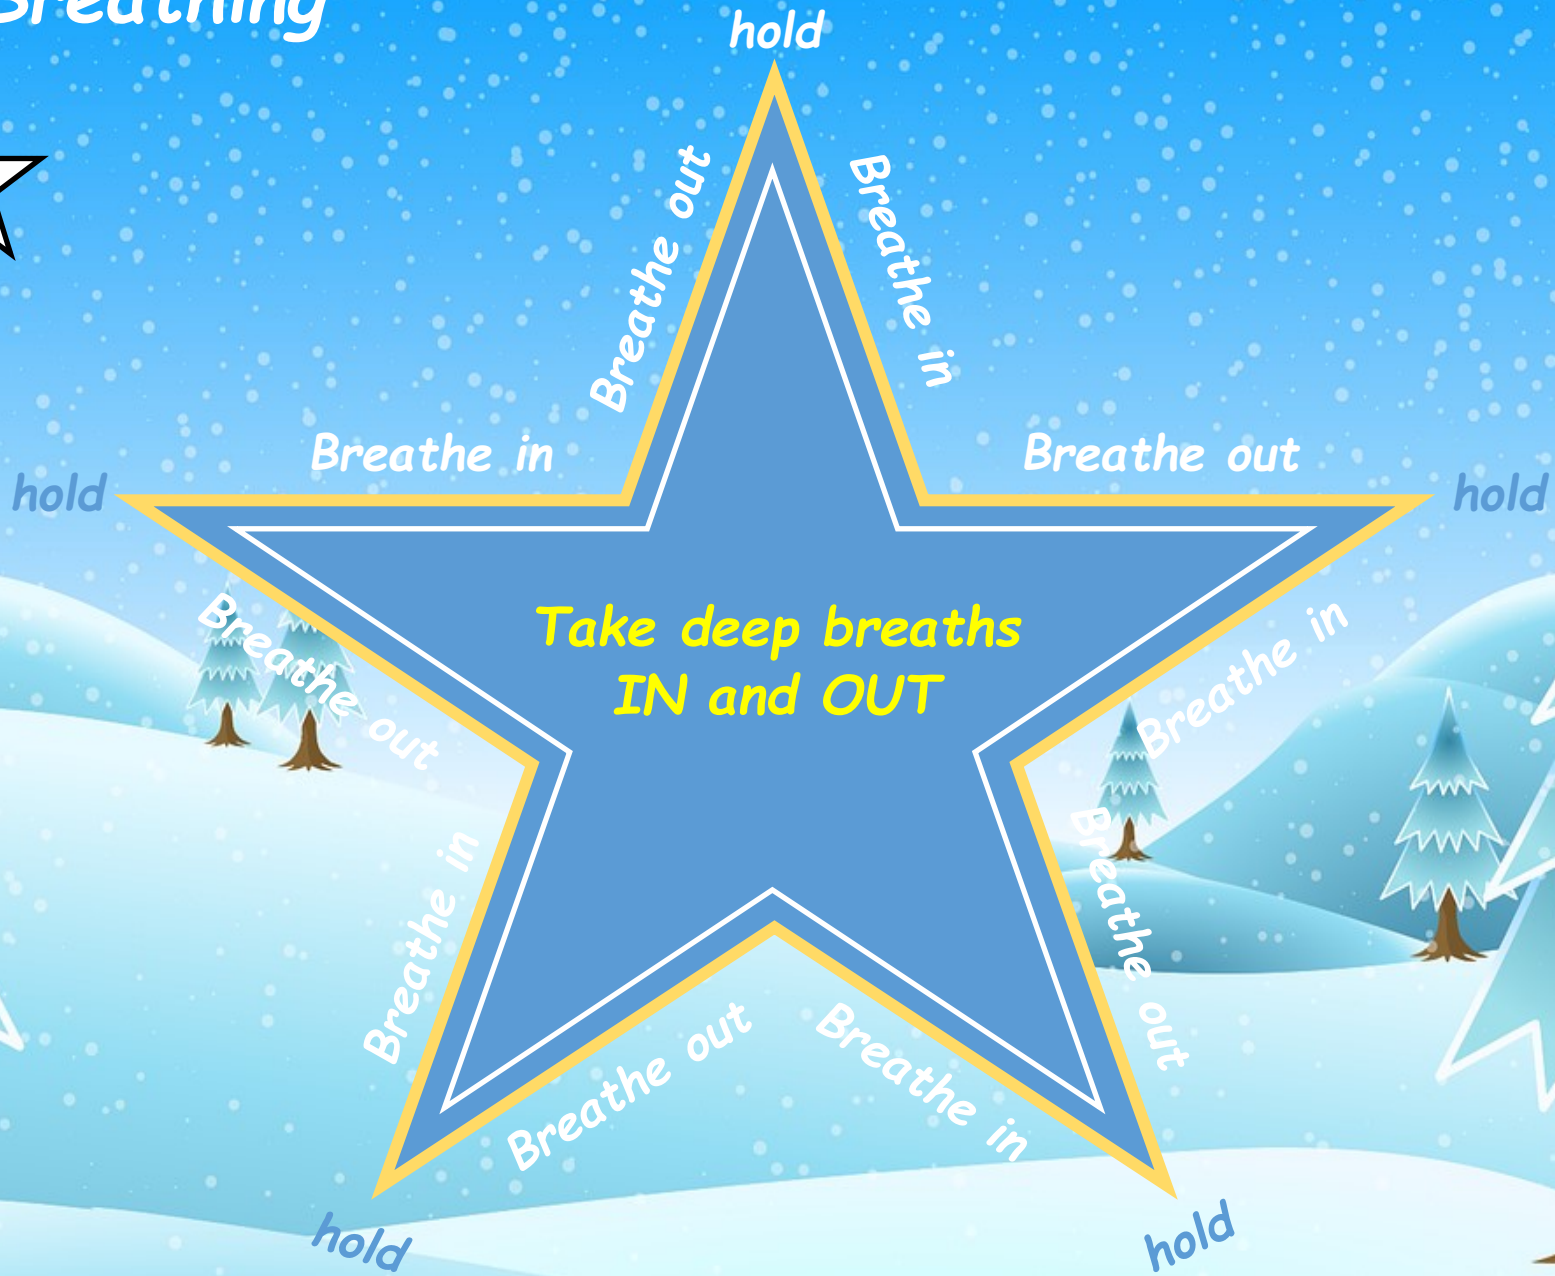 Breathing
hold
Breathe out
Breathe in
Breathe in
Breathe out
hold
hold
Take deep breaths
IN and OUT
Breathe out
Breathe in
Breathe in
Breathe out
Breathe out
Breathe in
hold
hold